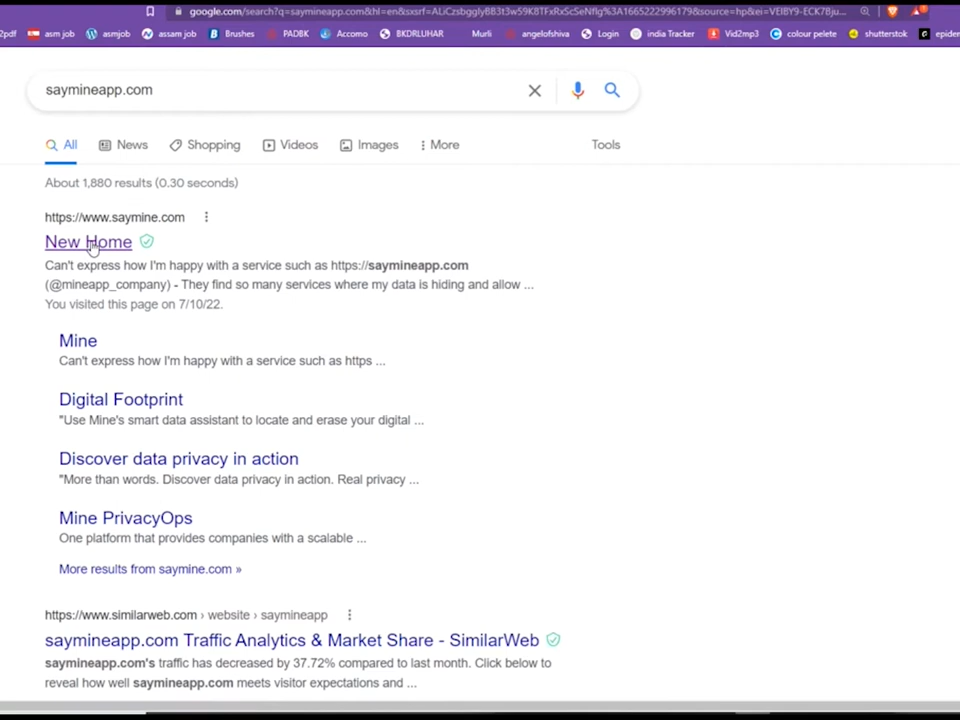 google.com/search?q=saymineapp.com&hl=en&sxsrf=
2pdf asm job asmjob assam job Brushes PADBK Accomo BKDRLUHAR Murli angelofshiva Login india Tracker Vid2mp3 colour pelete shutterstok epider
saymineapp.com
All News Shopping Videos Images More Tools
About 1,880 results (0.30 seconds)
https://www.saymine.com
New Home
Can't express how I'm happy with a service such as https://saymineapp.com
(@mineapp_company) - They find so many services where my data is hiding and allow ...
You visited this page on 7/10/22.
Mine
Can't express how I'm happy with a service such as https ...
Digital Footprint
"Use Mine's smart data assistant to locate and erase your digital ...
Discover data privacy in action
"More than words. Discover data privacy in action. Real privacy ...
Mine PrivacyOps
One platform that provides companies with a scalable ...
More results from saymine.com »
https://www.similarweb.com › website › saymineapp
saymineapp.com Traffic Analytics & Market Share - SimilarWeb
saymineapp.com's traffic has decreased by 37.72% compared to last month. Click below to
reveal how well saymineapp.com meets visitor expectations and ...